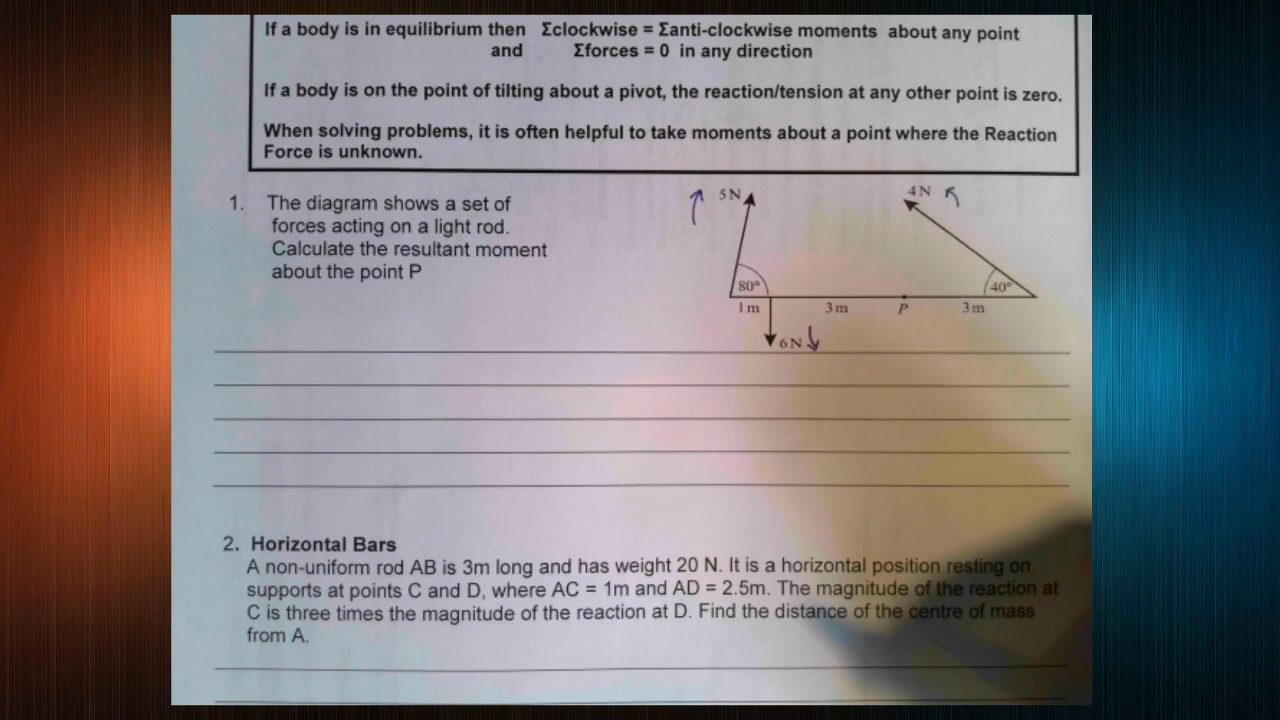 If a body is in equilibrium then Σclockwise = Σanti-clockwise moments about any point
and Σforces = 0 in any direction
If a body is on the point of tilting about a pivot, the reaction/tension at any other point is zero.
When solving problems, it is often helpful to take moments about a point where the Reaction
Force is unknown.
1. The diagram shows a set of
forces acting on a light rod.
Calculate the resultant moment
about the point P
5N
4N
80°
40°
1m
3m
P
3m
6N
2. Horizontal Bars
A non-uniform rod AB is 3m long and has weight 20 N. It is a horizontal position resting on
supports at points C and D, where AC = 1m and AD = 2.5m. The magnitude of the reaction at
C is three times the magnitude of the reaction at D. Find the distance of the centre of mass
from A.